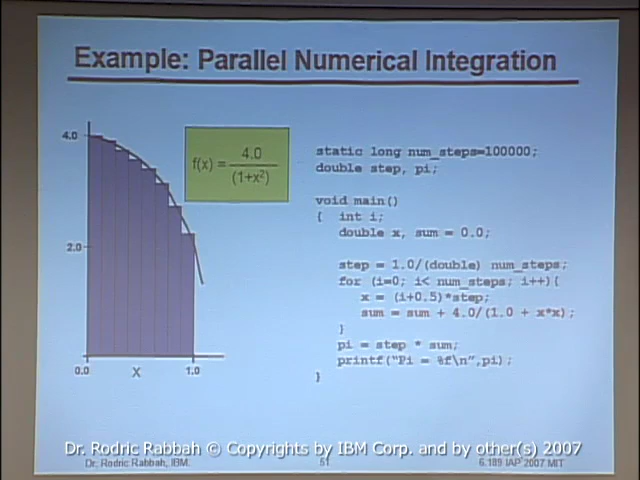 Example: Parallel Numerical Integration
4.0
2.0
0.0
X
1.0
f(x) = 4.0
(1+x²)
static long num_steps=100000;
double step, pi;
void main()
{ int i;
double x, sum = 0.0;
step = 1.0/(double) num_steps;
for (i=0; i< num_steps; i++){
x = (i+0.5)*step;
sum = sum + 4.0/(1.0 + x*x);
}
pi = step * sum;
printf("Pi = %f\n",pi);
}
Dr. Rodric Rabbah © Copyrights by IBM Corp. and by other(s) 2007
Dr. Rodric Rabbah, IBM.
51
6.189 IAP 2007 MIT